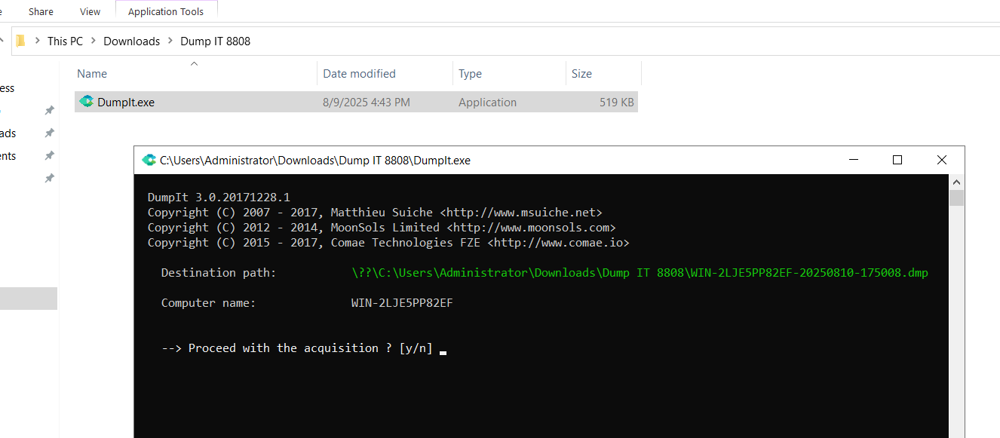 Share View Application Tools
This PC Downloads Dump IT 8808
Name Date modified Type Size
ess
DumpIt.exe 8/9/2025 4:43 PM Application 519 KB
ads
ents
C:\Users\Administrator\Downloads\Dump IT 8808\DumpIt.exe
DumpIt 3.0.20171228.1
Copyright (C) 2007 - 2017, Matthieu Suiche <http://www.msuiche.net>
Copyright (C) 2012 - 2014, MoonSols Limited <http://www.moonsols.com>
Copyright (C) 2015 - 2017, Comae Technologies FZE <http://www.comae.io>
Destination path: \??\C:\Users\Administrator\Downloads\Dump IT 8808\WIN-2LJE5PP82EF-20250810-175008.dmp
Computer name: WIN-2LJE5PP82EF
--> Proceed with the acquisition ? [y/n]